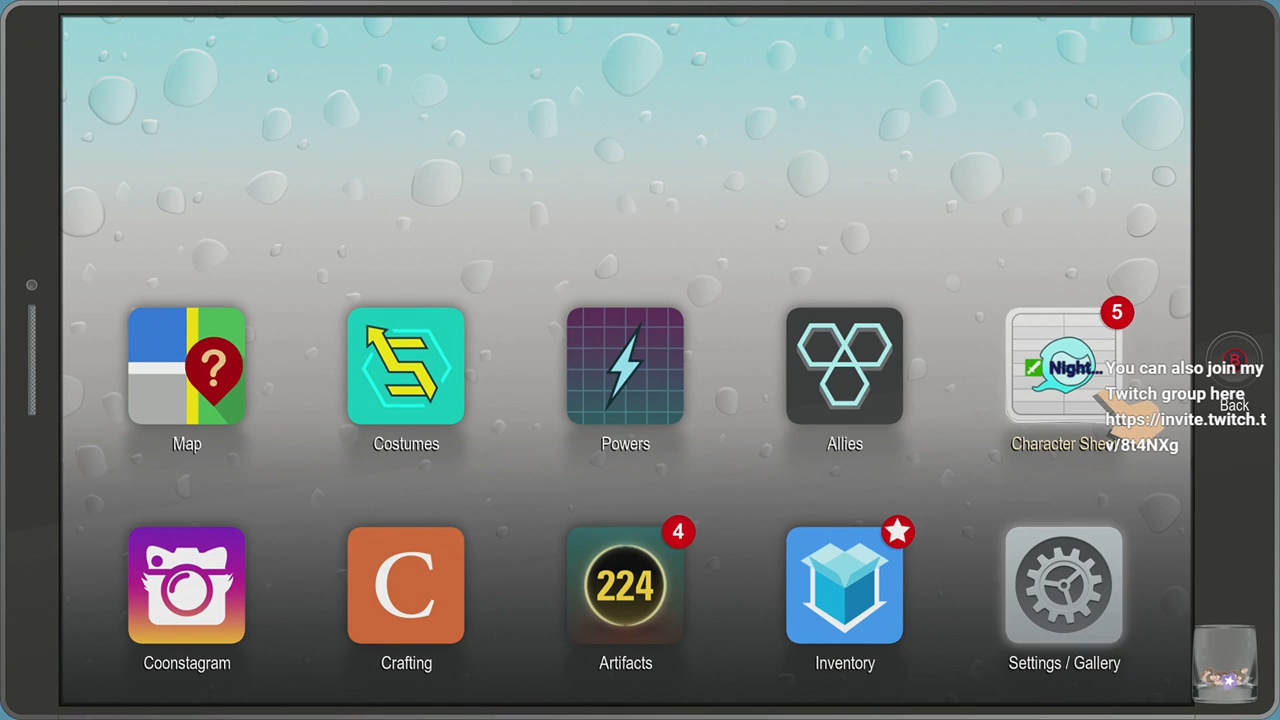 5
?
Night...
B
You can also join my
Twitch group here
https://invite.twitch.t
v/8t4NXg
Back
Map
Costumes
Powers
Allies
Character She
4
224
C
Coonstagram
Crafting
Artifacts
Inventory
Settings / Gallery